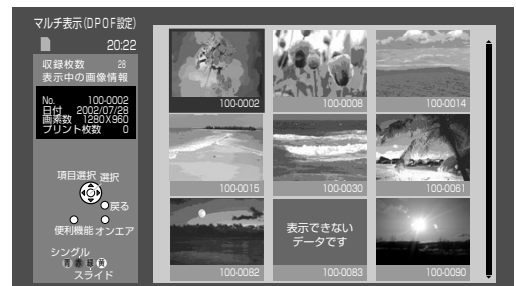 マルチ表示(DPOF設定)
20:22
収録枚数 28
表示中の画像情報
No. 100-0002
日付 2002/07/28
画素数 1280X960
プリント枚数 0
項目選択 選択
戻る
便利機能 オンエア
シングル
青 赤 緑 黄
スライド
100-0002
100-0008
100-0014
100-0015
100-0030
100-0061
100-0082
表示できない
データです
100-0083
100-0090